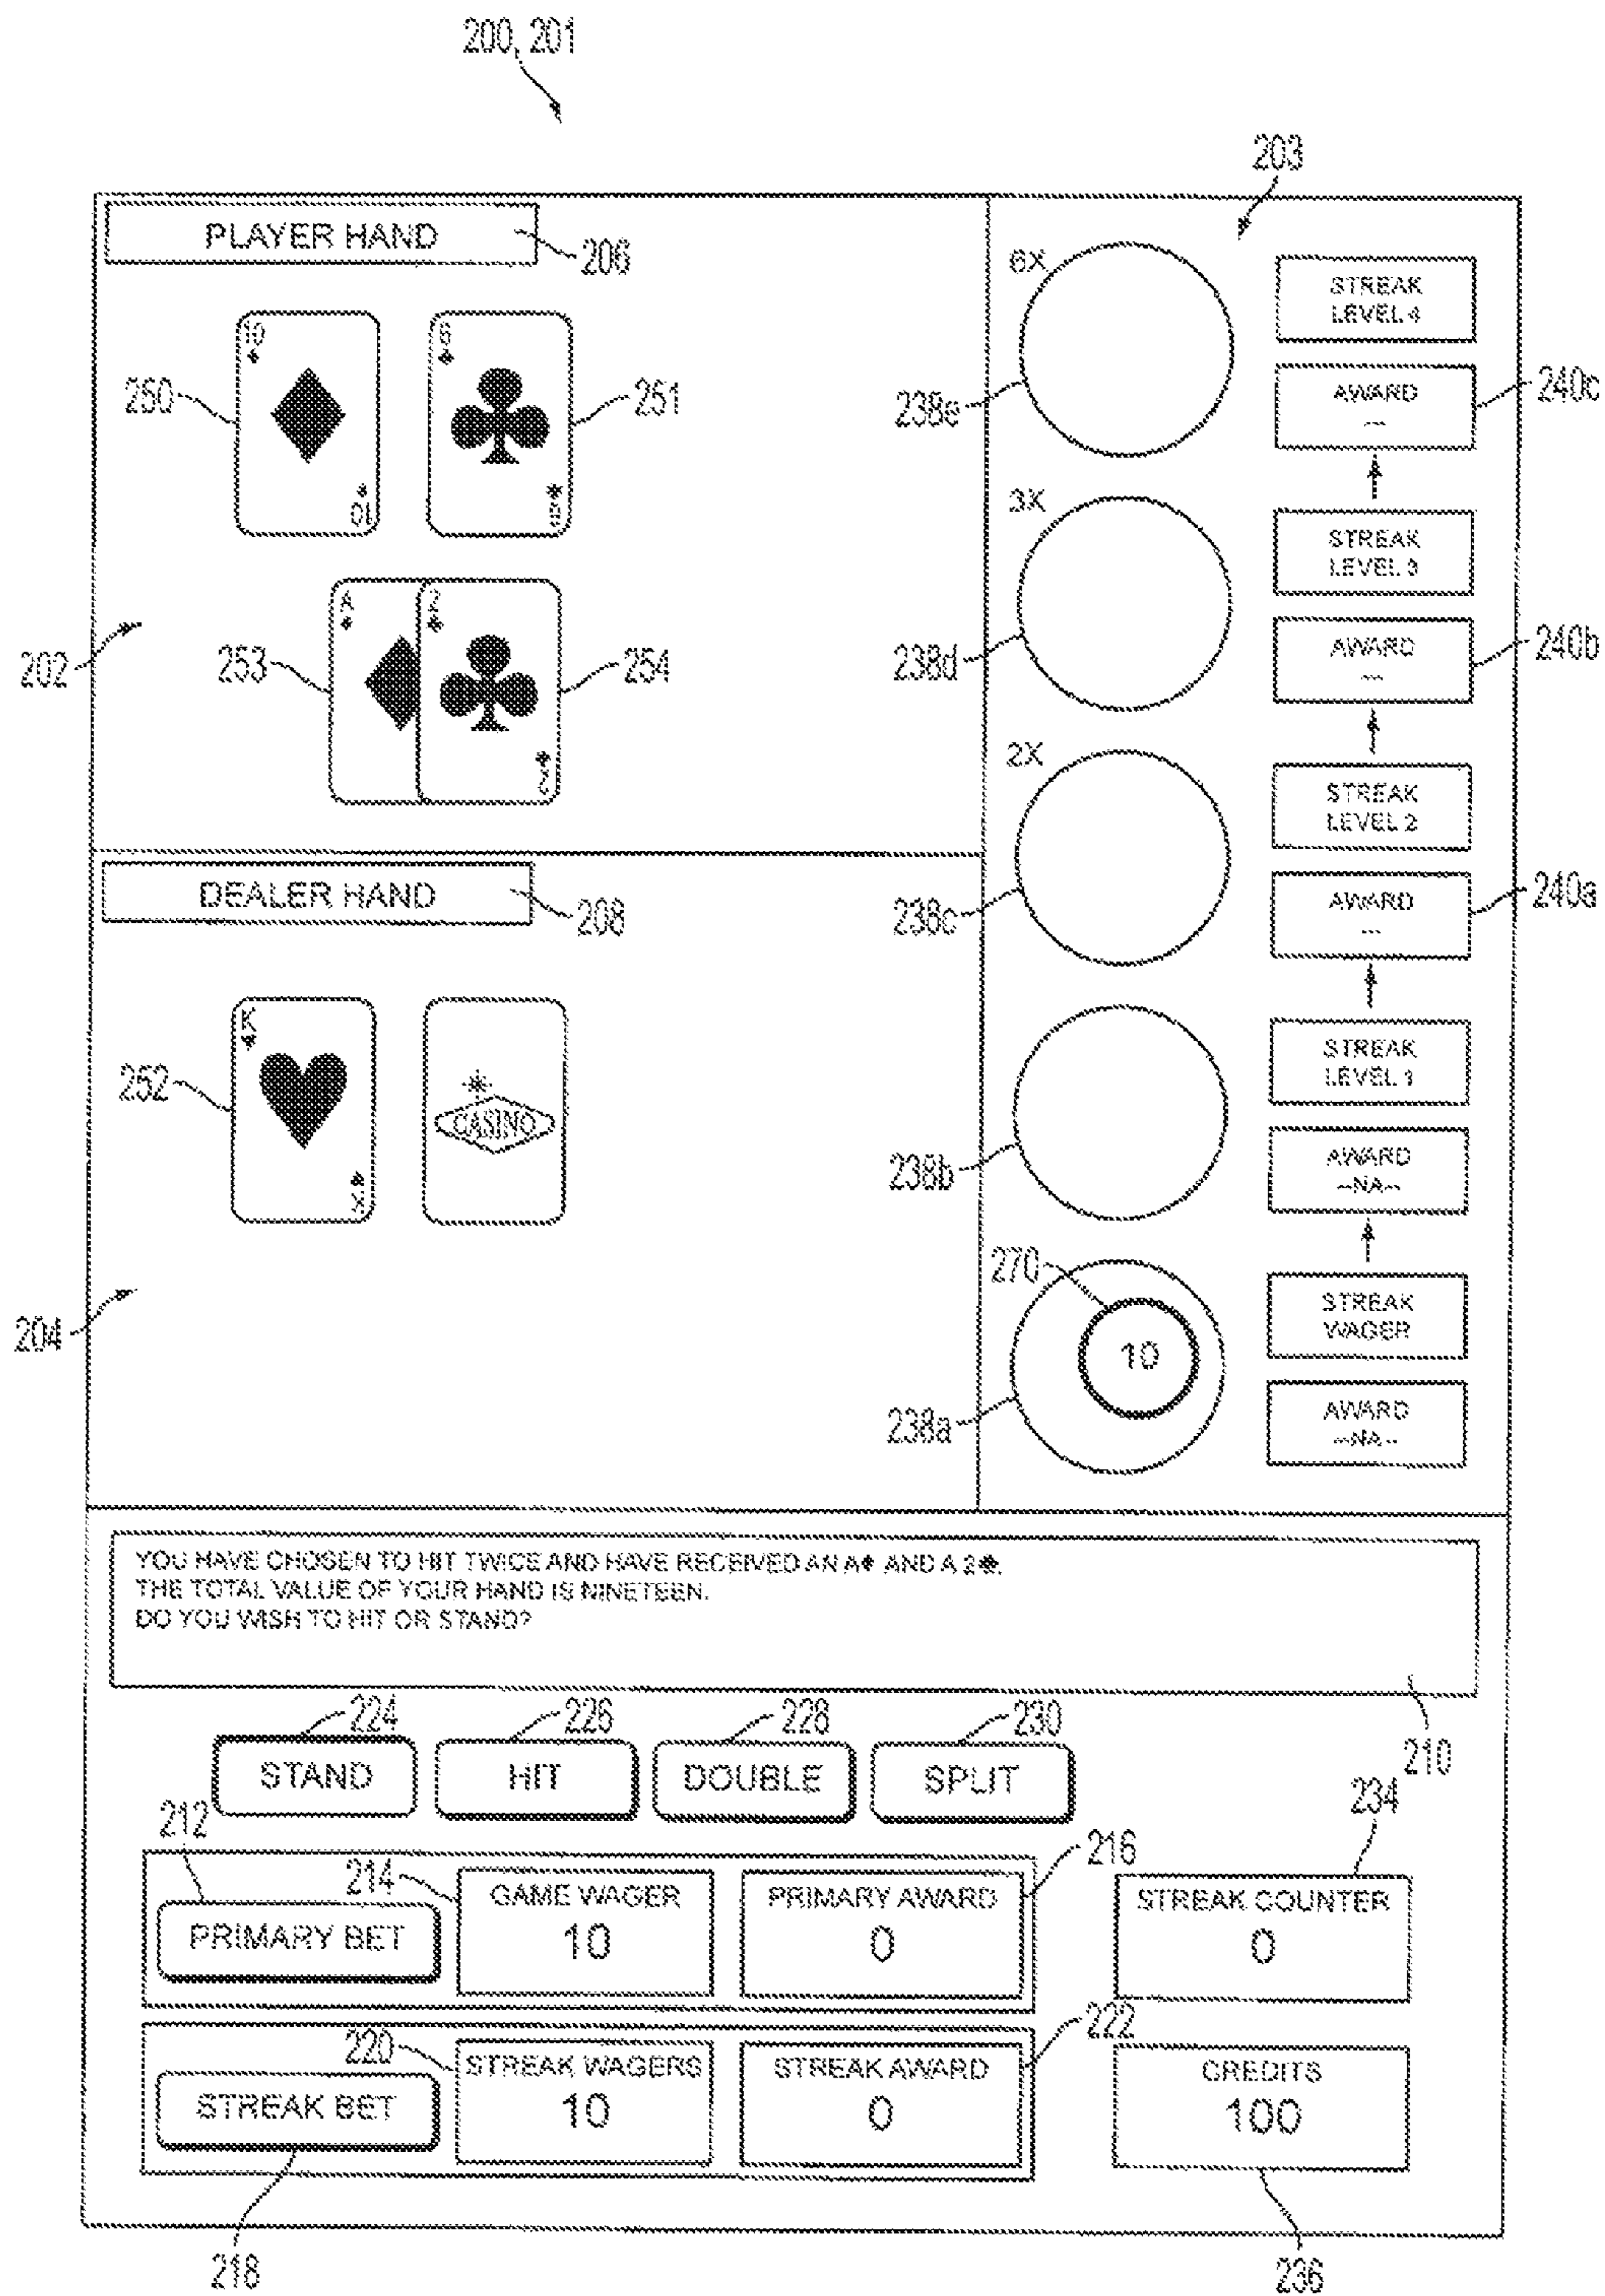 200, 201
203
PLAYER HAND
206
10
10
250
6
6
251
A
253
2
2
254
202
DEALER HAND
208
K
K
252
CASINO
204
6X
238e
STREAK
LEVEL 4
AWARD
---
240c
3X
238d
STREAK
LEVEL 3
AWARD
---
240b
2X
238c
STREAK
LEVEL 2
AWARD
---
240a
238b
STREAK
LEVEL 1
AWARD
--NA--
270
10
238a
STREAK
WAGER
AWARD
--NA--
YOU HAVE CHOSEN TO HIT TWICE AND HAVE RECEIVED AN A♦ AND A 2♣.
THE TOTAL VALUE OF YOUR HAND IS NINETEEN.
DO YOU WISH TO HIT OR STAND?
210
224
226
228
230
STAND
HIT
DOUBLE
SPLIT
212
PRIMARY BET
214
GAME WAGER
10
PRIMARY AWARD
0
216
234
STREAK COUNTER
0
STREAK BET
218
220
STREAK WAGERS
10
STREAK AWARD
0
222
CREDITS
100
236